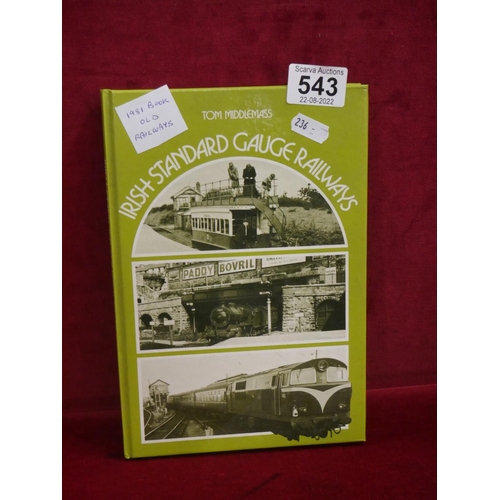 Scarva Auctions
543
22-08-2022
1981 BOOK
OLD
RAILWAYS
236
TOM MIDDLEMASS
IRISH STANDARD GAUGE RAILWAYS
PADDY
BOVRIL